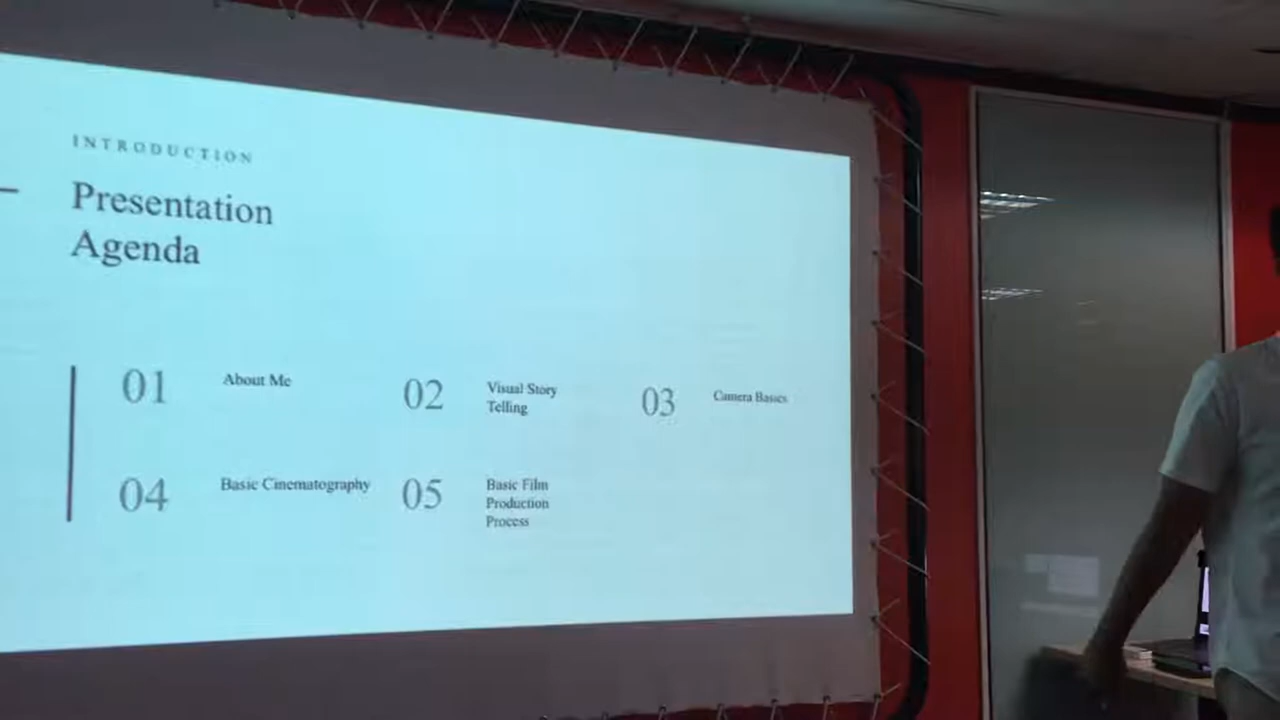 INTRODUCTION
Presentation
Agenda
01
About Me
02
Visual Story
Telling
03
Camera Basics
04
Basic Cinematography
05
Basic Film
Production
Process